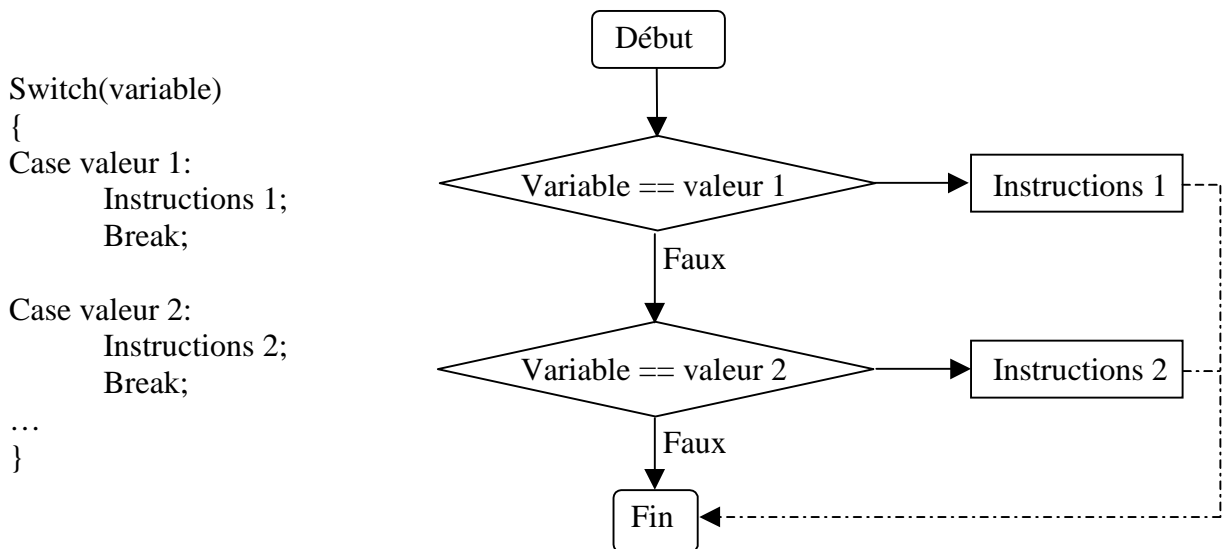 Switch(variable)
{
Case valeur 1:
Instructions 1;
Break;
Case valeur 2:
Instructions 2;
Break;
…
}
Début
Variable == valeur 1
Instructions 1
Faux
Variable == valeur 2
Instructions 2
Faux
Fin